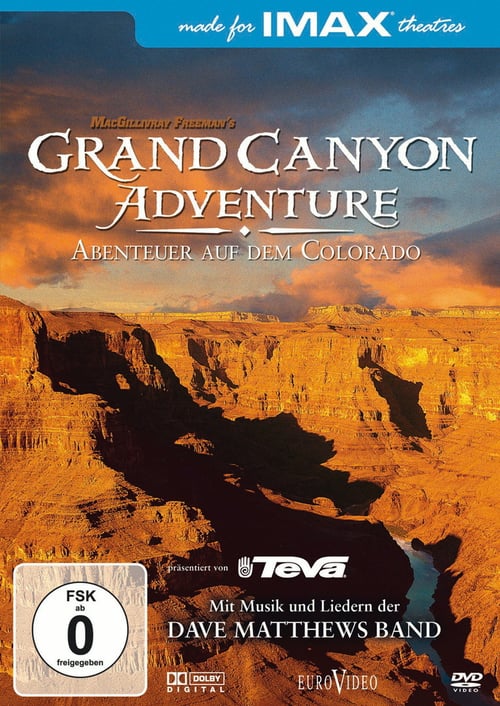 made for IMAX® theatres
MACGILLIVRAY FREEMAN'S
GRAND CANYON
ADVENTURE
ABENTEUER AUF DEM COLORADO
präsentiert von Teva®
Mit Musik und Liedern der
DAVE MATTHEWS BAND
FSK
ab
0
freigegeben
DOLBY
DIGITAL
EUROVIDEO
DVD
VIDEO